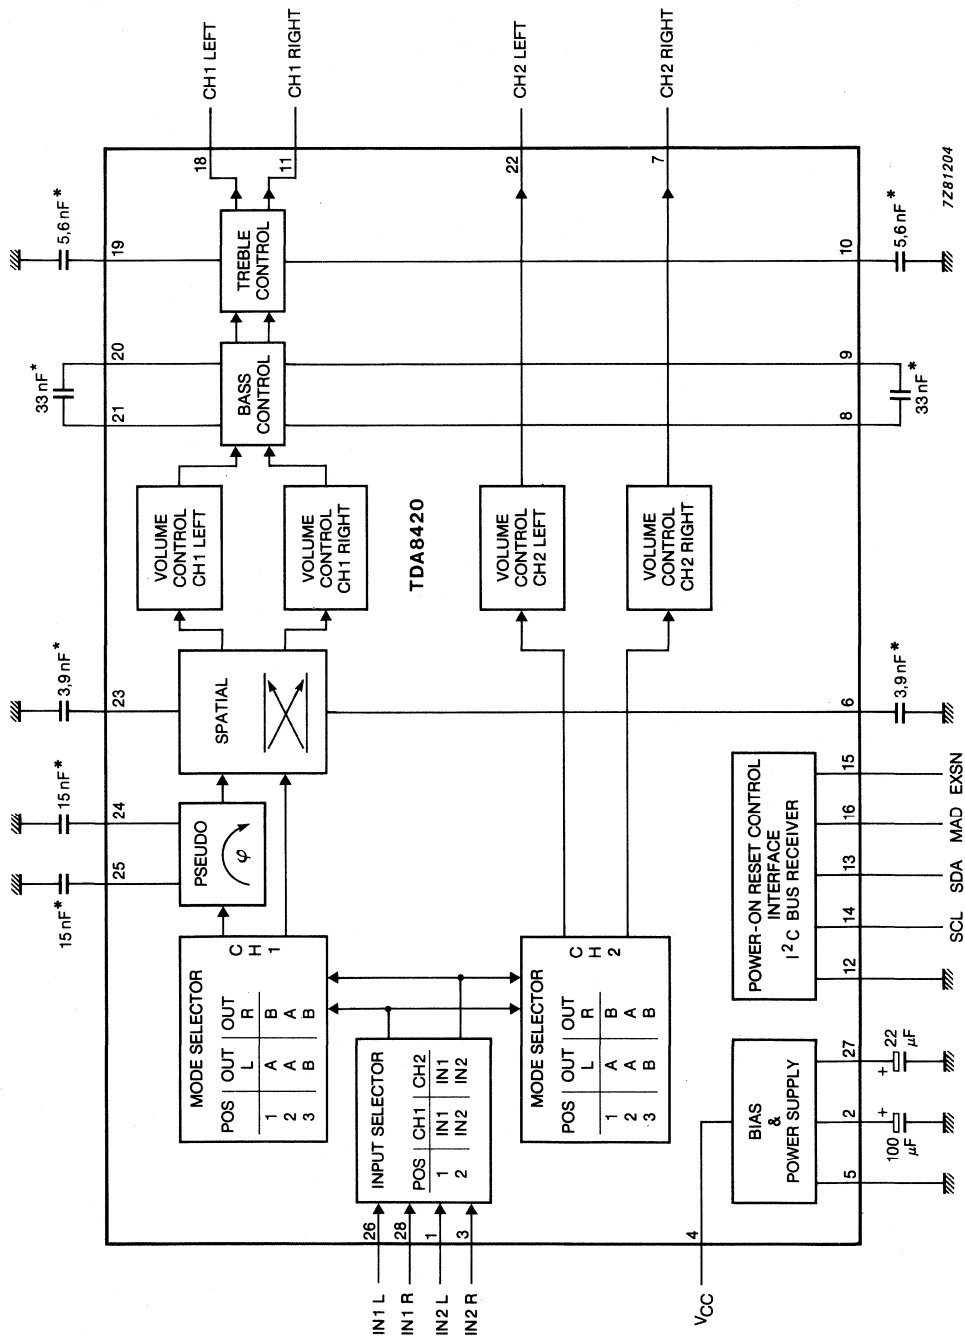 5,6 nF*
19
18
CH1 LEFT
TREBLE
CONTROL
11
CH1 RIGHT
33 nF*
21
20
BASS
CONTROL
VOLUME
CONTROL
CH1 LEFT
VOLUME
CONTROL
CH1 RIGHT
TDA8420
3,9 nF*
23
SPATIAL
15 nF*
24
15 nF*
25
PSEUDO
φ
MODE SELECTOR
CH1
POS OUT OUT
L R
1 A B
2 A A
3 B B
INPUT SELECTOR
POS CH1 CH2
1 IN1 IN1
2 IN2 IN2
IN1 L 26
IN1 R 28
IN2 L 1
IN2 R 3
MODE SELECTOR
CH2
POS OUT OUT
L R
1 A B
2 A A
3 B B
VOLUME
CONTROL
CH2 LEFT
22
CH2 LEFT
VOLUME
CONTROL
CH2 RIGHT
7
CH2 RIGHT
VCC
4
BIAS
&
POWER SUPPLY
5
2
27
100
µF
+
22
µF
+
POWER-ON RESET CONTROL
INTERFACE
I²C BUS RECEIVER
12
14
13
16
15
SCL SDA MAD EXSN
6
3,9 nF*
8
9
33 nF*
10
5,6 nF*
7Z81204